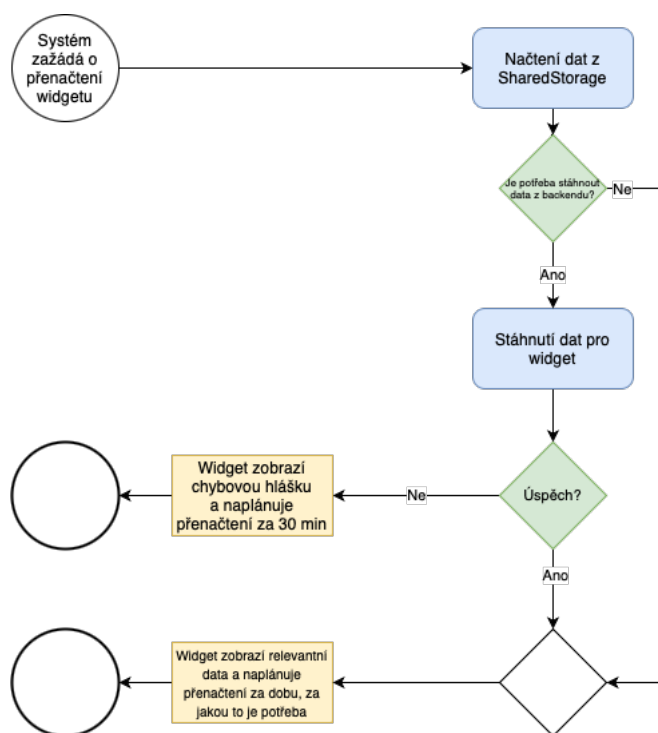 Systém
zažádá o
přenačtení
widgetu
Načtení dat z
SharedStorage
Je potřeba stáhnout
data z backendu?
Ne
Ano
Stáhnutí dat pro
widget
Widget zobrazí
chybovou hlášku
a naplánuje
přenačtení za 30 min
Ne
Úspěch?
Ano
Widget zobrazí relevantní
data a naplánuje
přenačtení za dobu, za
jakou to je potřeba